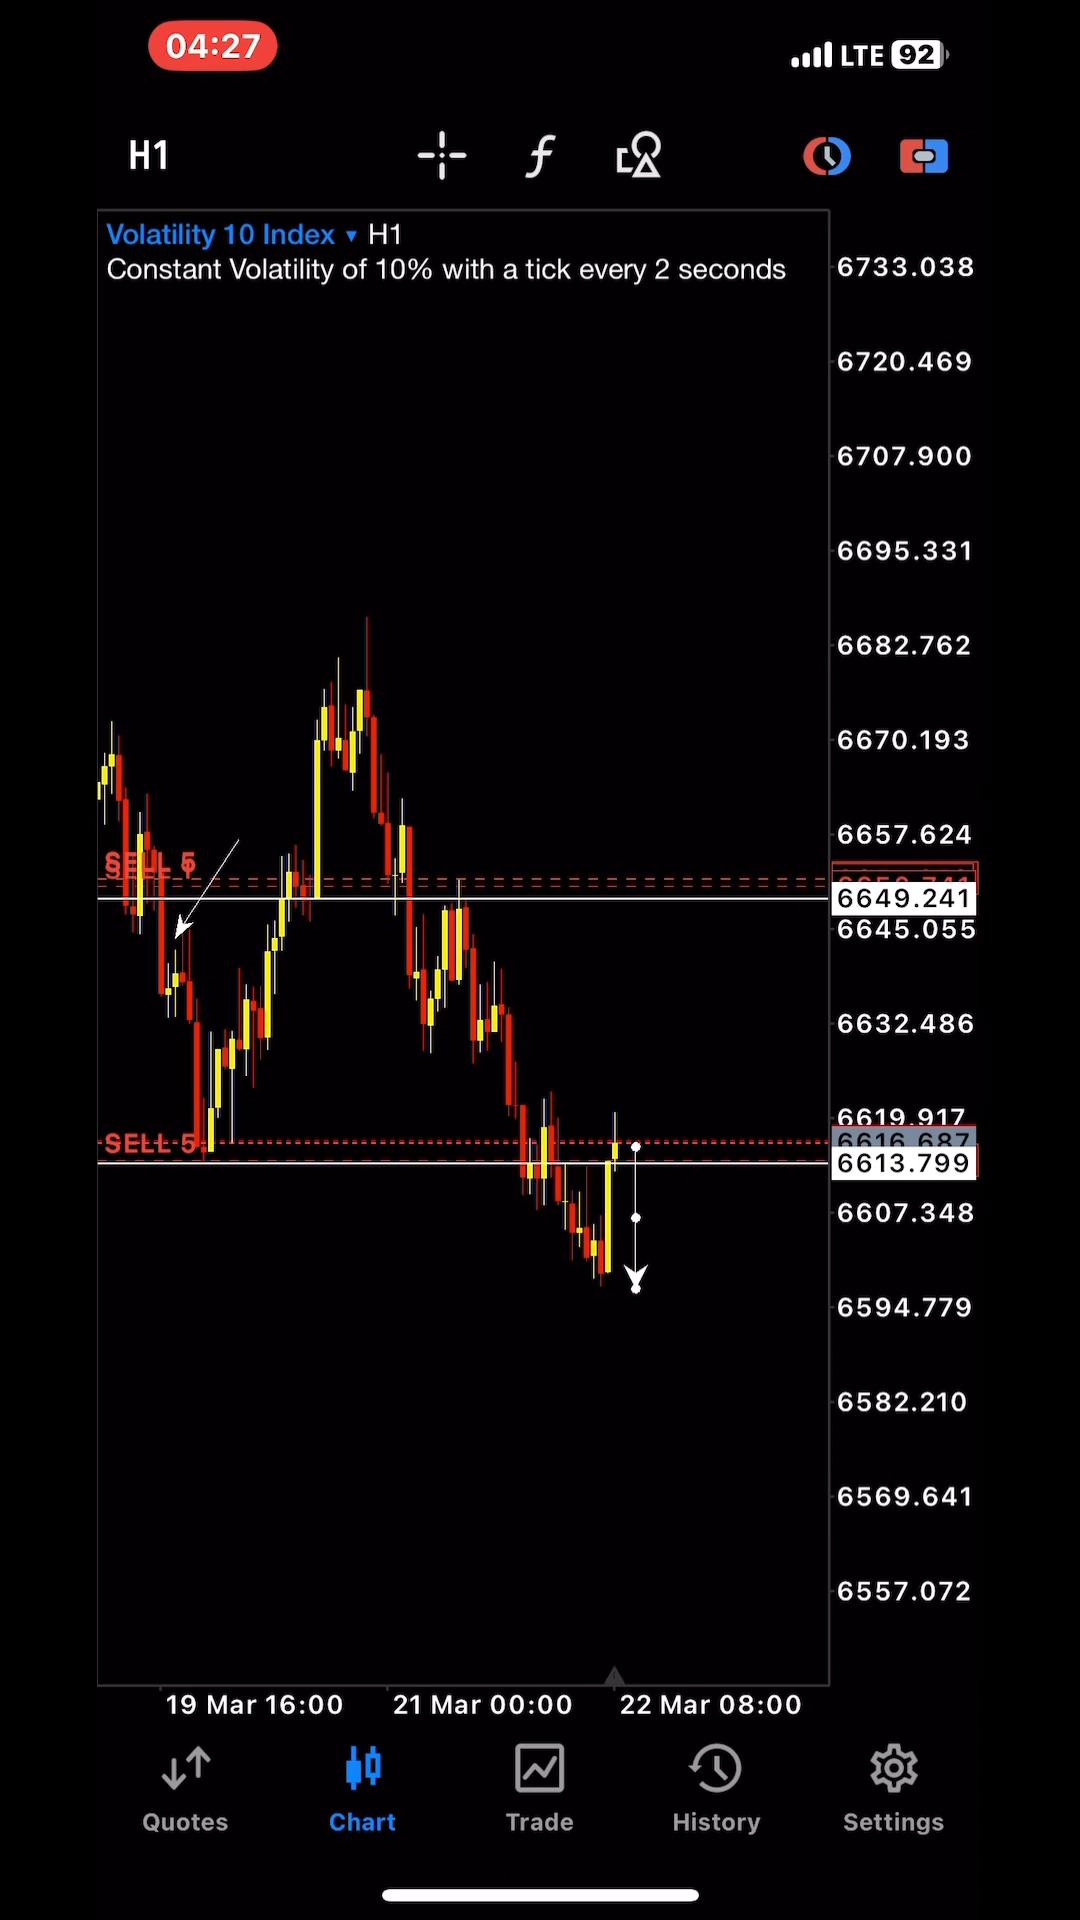 04:27
LTE 92
H1
Volatility 10 Index ▾ H1
Constant Volatility of 10% with a tick every 2 seconds
6733.038
6720.469
6707.900
6695.331
6682.762
6670.193
6657.624
SELL
6649.241
6645.055
6632.486
6619.917
SELL 5
6616.687
6613.799
6607.348
6594.779
6582.210
6569.641
6557.072
19 Mar 16:00 21 Mar 00:00 22 Mar 08:00
Quotes Chart Trade History Settings